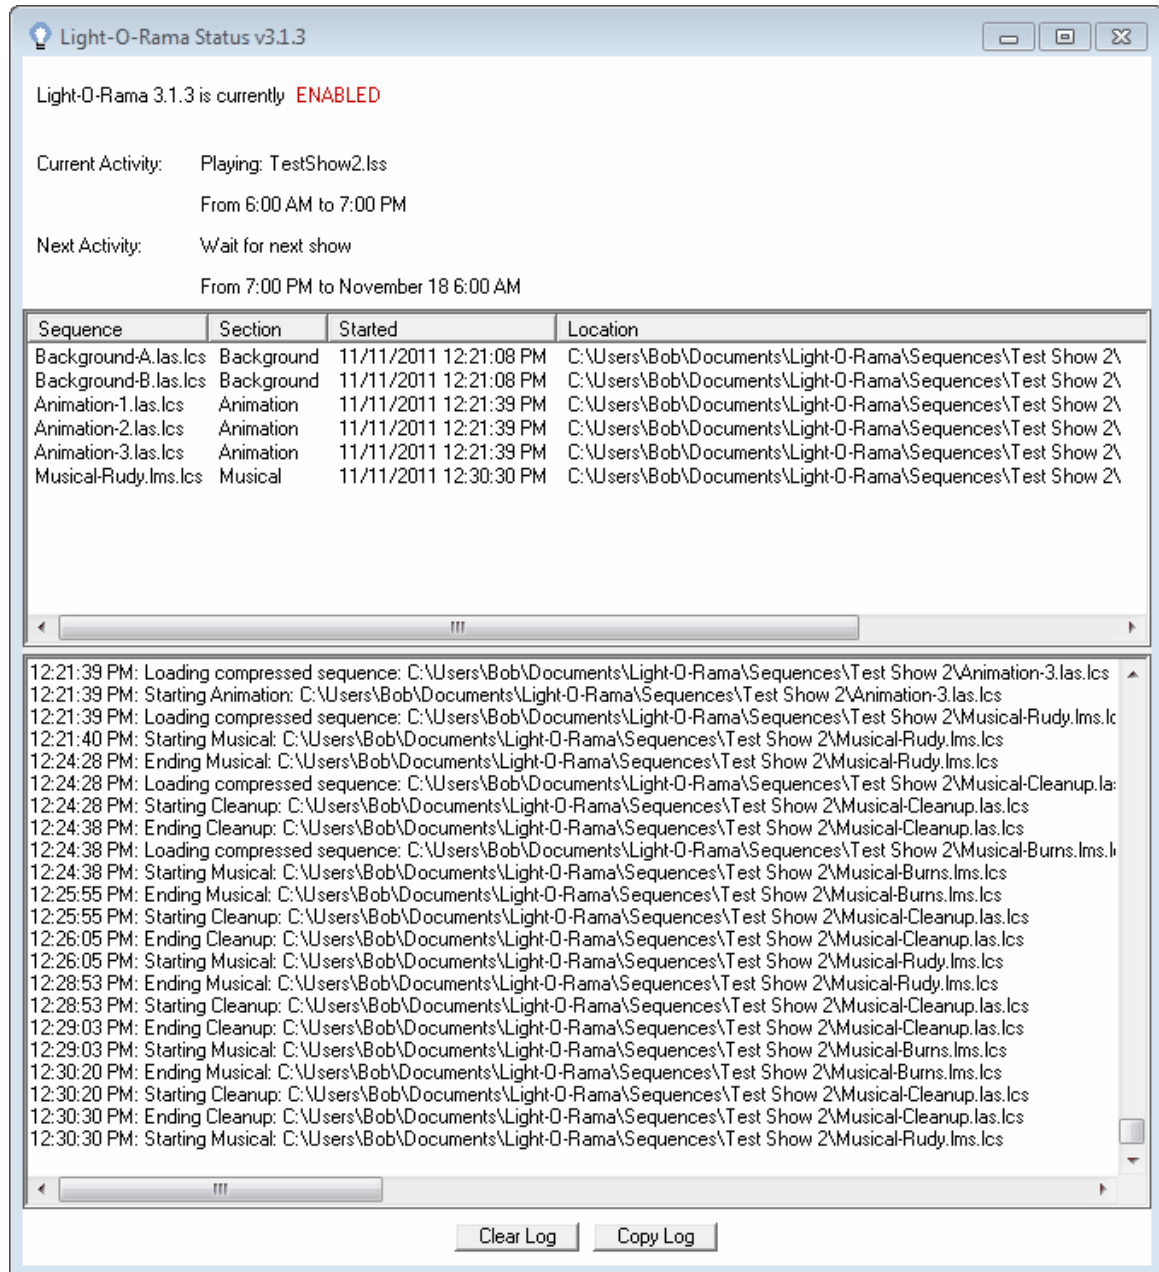 Light-O-Rama Status v3.1.3
Light-O-Rama 3.1.3 is currently ENABLED
Current Activity: Playing: TestShow2.lss
From 6:00 AM to 7:00 PM
Next Activity: Wait for next show
From 7:00 PM to November 18 6:00 AM
Sequence Section Started Location
Background-A.las.lcs Background 11/11/2011 12:21:08 PM C:\Users\Bob\Documents\Light-O-Rama\Sequences\Test Show 2\
Background-B.las.lcs Background 11/11/2011 12:21:08 PM C:\Users\Bob\Documents\Light-O-Rama\Sequences\Test Show 2\
Animation-1.las.lcs Animation 11/11/2011 12:21:39 PM C:\Users\Bob\Documents\Light-O-Rama\Sequences\Test Show 2\
Animation-2.las.lcs Animation 11/11/2011 12:21:39 PM C:\Users\Bob\Documents\Light-O-Rama\Sequences\Test Show 2\
Animation-3.las.lcs Animation 11/11/2011 12:21:39 PM C:\Users\Bob\Documents\Light-O-Rama\Sequences\Test Show 2\
Musical-Rudy.lms.lcs Musical 11/11/2011 12:30:30 PM C:\Users\Bob\Documents\Light-O-Rama\Sequences\Test Show 2\
12:21:39 PM: Loading compressed sequence: C:\Users\Bob\Documents\Light-O-Rama\Sequences\Test Show 2\Animation-3.las.lcs
12:21:39 PM: Starting Animation: C:\Users\Bob\Documents\Light-O-Rama\Sequences\Test Show 2\Animation-3.las.lcs
12:21:39 PM: Loading compressed sequence: C:\Users\Bob\Documents\Light-O-Rama\Sequences\Test Show 2\Musical-Rudy.lms.lc
12:21:40 PM: Starting Musical: C:\Users\Bob\Documents\Light-O-Rama\Sequences\Test Show 2\Musical-Rudy.lms.lcs
12:24:28 PM: Ending Musical: C:\Users\Bob\Documents\Light-O-Rama\Sequences\Test Show 2\Musical-Rudy.lms.lcs
12:24:28 PM: Loading compressed sequence: C:\Users\Bob\Documents\Light-O-Rama\Sequences\Test Show 2\Musical-Cleanup.la
12:24:28 PM: Starting Cleanup: C:\Users\Bob\Documents\Light-O-Rama\Sequences\Test Show 2\Musical-Cleanup.las.lcs
12:24:38 PM: Ending Cleanup: C:\Users\Bob\Documents\Light-O-Rama\Sequences\Test Show 2\Musical-Cleanup.las.lcs
12:24:38 PM: Loading compressed sequence: C:\Users\Bob\Documents\Light-O-Rama\Sequences\Test Show 2\Musical-Burns.lms.l
12:24:38 PM: Starting Musical: C:\Users\Bob\Documents\Light-O-Rama\Sequences\Test Show 2\Musical-Burns.lms.lcs
12:25:55 PM: Ending Musical: C:\Users\Bob\Documents\Light-O-Rama\Sequences\Test Show 2\Musical-Burns.lms.lcs
12:25:55 PM: Starting Cleanup: C:\Users\Bob\Documents\Light-O-Rama\Sequences\Test Show 2\Musical-Cleanup.las.lcs
12:26:05 PM: Ending Cleanup: C:\Users\Bob\Documents\Light-O-Rama\Sequences\Test Show 2\Musical-Cleanup.las.lcs
12:26:05 PM: Starting Musical: C:\Users\Bob\Documents\Light-O-Rama\Sequences\Test Show 2\Musical-Rudy.lms.lcs
12:28:53 PM: Ending Musical: C:\Users\Bob\Documents\Light-O-Rama\Sequences\Test Show 2\Musical-Rudy.lms.lcs
12:28:53 PM: Starting Cleanup: C:\Users\Bob\Documents\Light-O-Rama\Sequences\Test Show 2\Musical-Cleanup.las.lcs
12:29:03 PM: Ending Cleanup: C:\Users\Bob\Documents\Light-O-Rama\Sequences\Test Show 2\Musical-Cleanup.las.lcs
12:29:03 PM: Starting Musical: C:\Users\Bob\Documents\Light-O-Rama\Sequences\Test Show 2\Musical-Burns.lms.lcs
12:30:20 PM: Ending Musical: C:\Users\Bob\Documents\Light-O-Rama\Sequences\Test Show 2\Musical-Burns.lms.lcs
12:30:20 PM: Starting Cleanup: C:\Users\Bob\Documents\Light-O-Rama\Sequences\Test Show 2\Musical-Cleanup.las.lcs
12:30:30 PM: Ending Cleanup: C:\Users\Bob\Documents\Light-O-Rama\Sequences\Test Show 2\Musical-Cleanup.las.lcs
12:30:30 PM: Starting Musical: C:\Users\Bob\Documents\Light-O-Rama\Sequences\Test Show 2\Musical-Rudy.lms.lcs
Clear Log Copy Log